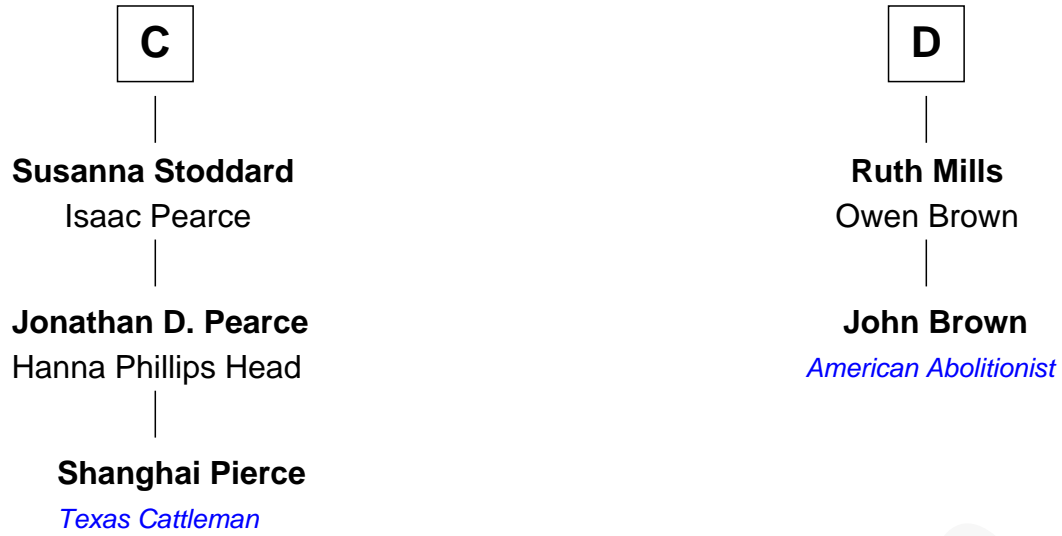 C
Susanna Stoddard
Isaac Pearce
Jonathan D. Pearce
Hanna Phillips Head
Shanghai Pierce
Texas Cattleman
D
Ruth Mills
Owen Brown
John Brown
American Abolitionist